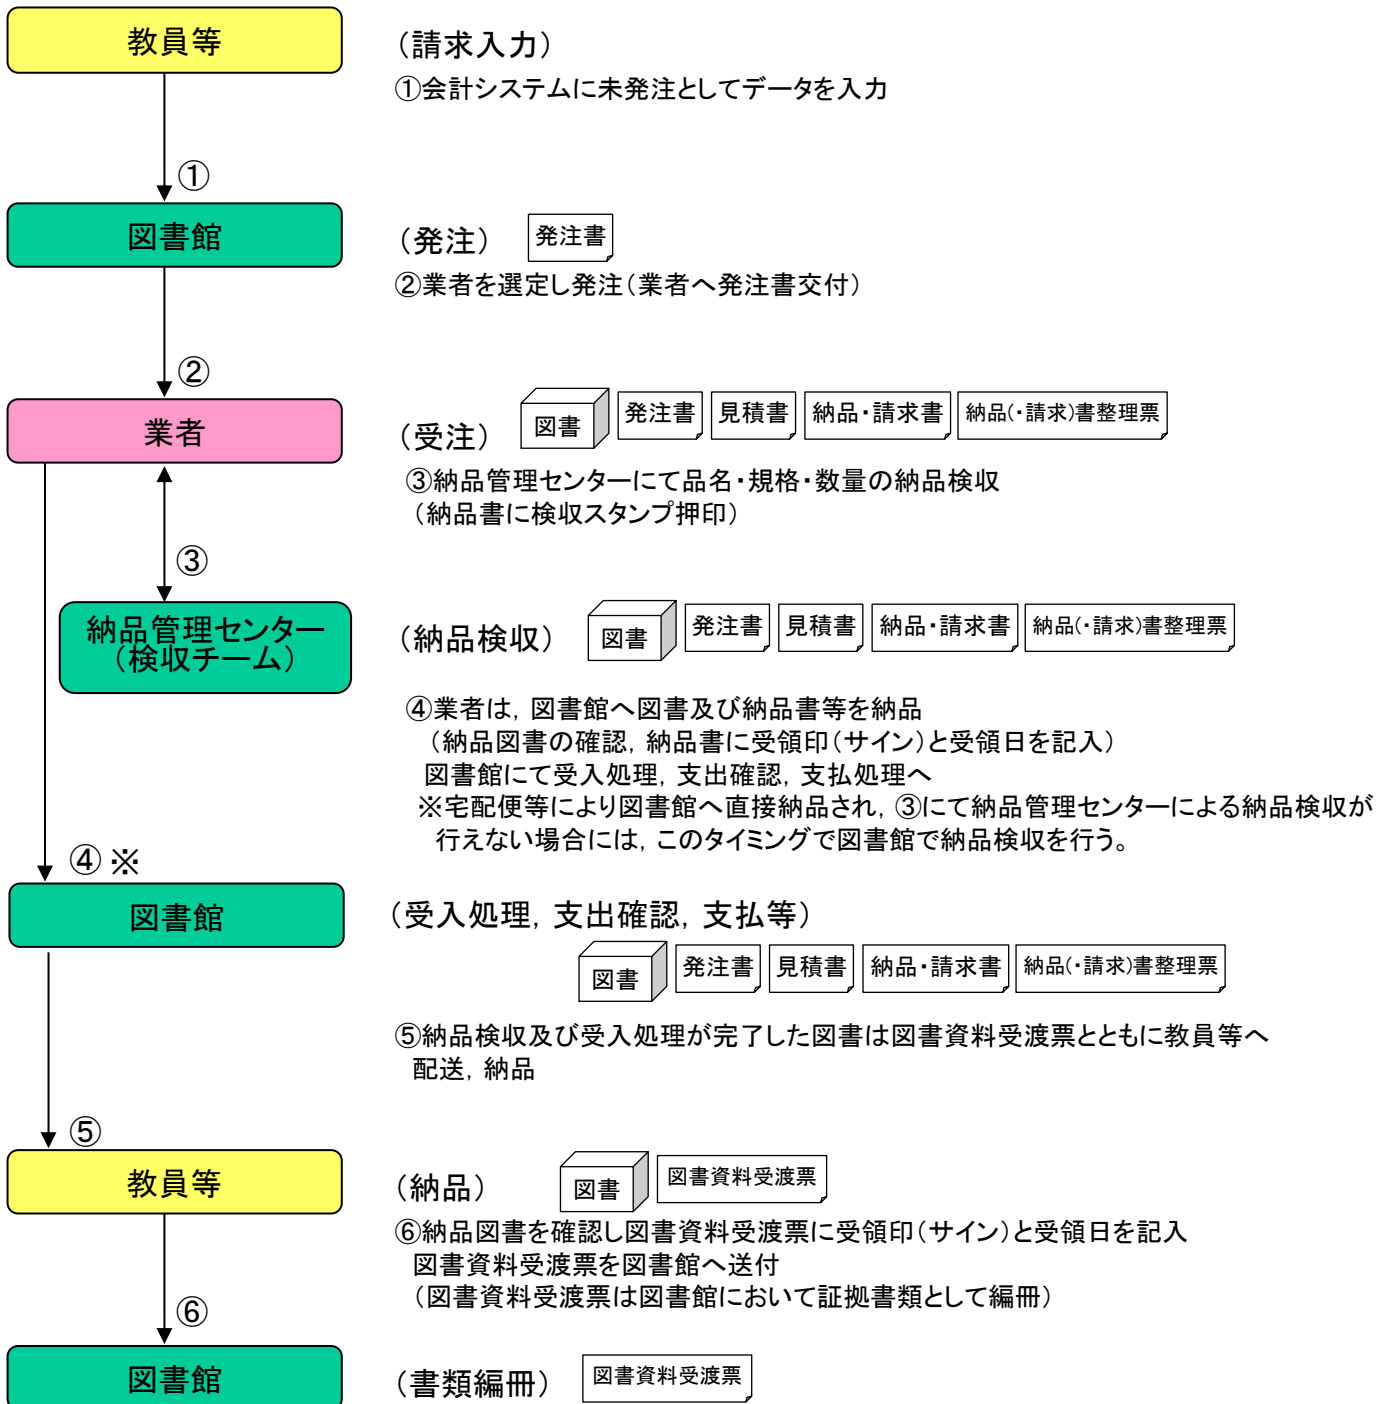 教員等
（請求入力）
①会計システムに未発注としてデータを入力
①
図書館
（発注）
発注書
②業者を選定し発注（業者へ発注書交付）
②
業者
（受注）
図書
発注書
見積書
納品・請求書
納品(・請求)書整理票
③納品管理センターにて品名・規格・数量の納品検収
（納品書に検収スタンプ押印）
③
納品管理センター
（検収チーム）
（納品検収）
図書
発注書
見積書
納品・請求書
納品(・請求)書整理票
④業者は，図書館へ図書及び納品書等を納品
（納品図書の確認，納品書に受領印（サイン）と受領日を記入）
図書館にて受入処理，支出確認，支払処理へ
※宅配便等により図書館へ直接納品され，③にて納品管理センターによる納品検収が
行えない場合には，このタイミングで図書館で納品検収を行う。
④※
図書館
（受入処理，支出確認，支払等）
図書
発注書
見積書
納品・請求書
納品(・請求)書整理票
⑤納品検収及び受入処理が完了した図書は図書資料受渡票とともに教員等へ
配送，納品
⑤
教員等
（納品）
図書
図書資料受渡票
⑥納品図書を確認し図書資料受渡票に受領印（サイン）と受領日を記入
図書資料受渡票を図書館へ送付
（図書資料受渡票は図書館において証拠書類として編冊）
⑥
図書館
（書類編冊）
図書資料受渡票